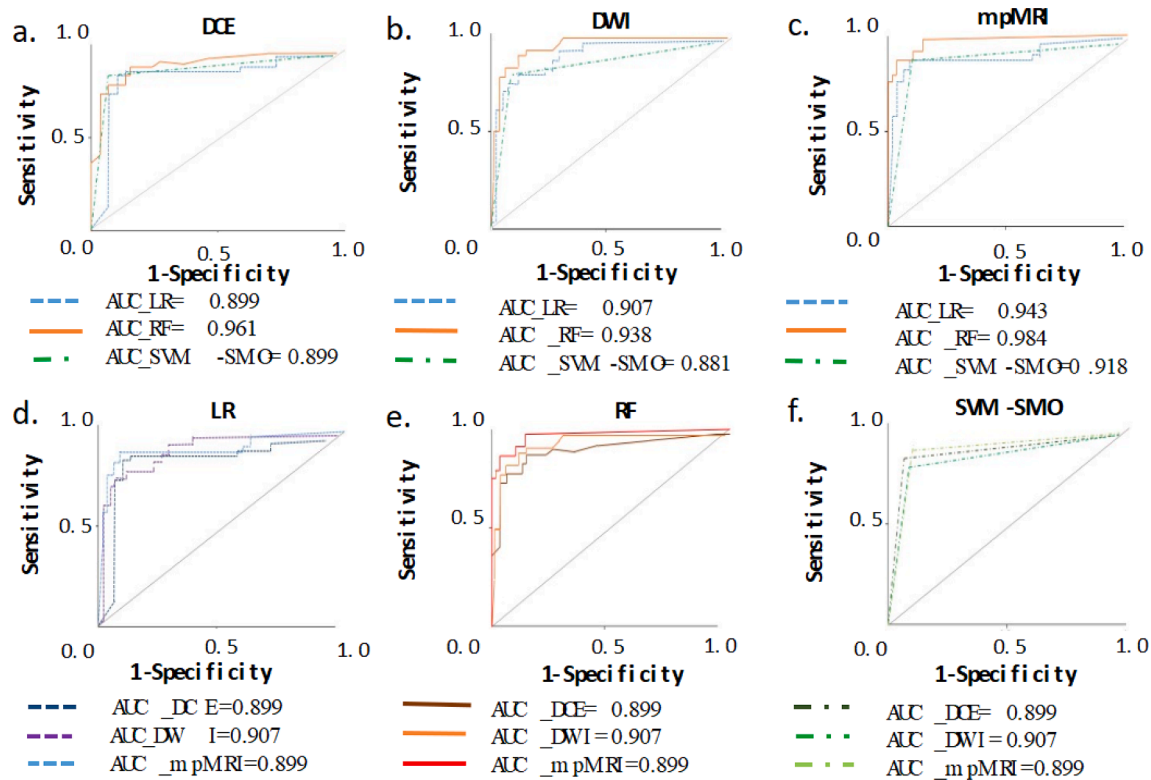 a.
DCE
1.0
0.5
0.0
0.5
1.0
Sensitivity
1-Specificity
AUC_LR= 0.899
AUC_RF= 0.961
AUC_SVM -SMO= 0.899
b.
DWI
1.0
0.5
0.0
0.5
1.0
Sensitivity
1-Specificity
AUC_LR= 0.907
AUC _RF= 0.938
AUC _SVM -SMO= 0.881
c.
mpMRI
1.0
0.5
0.0
0.5
1.0
Sensitivity
1-Specificity
AUC_LR= 0.943
AUC _RF= 0.984
AUC _SVM -SMO=0 .918
d.
LR
1.0
0.5
0.0
0.5
1.0
Sensitivity
1-Specificity
AUC _DC E=0.899
AUC_DW I=0.907
AUC _mpMRI=0.899
e.
RF
1.0
0.5
0.0
0.5
1.0
Sensitivity
1-Specificity
AUC _DCE= 0.899
AUC _DWI= 0.907
AUC _mpMRI=0.899
f.
SVM -SMO
1.0
0.5
0.0
0.5
1.0
Sensitivity
1-Specificity
AUC _DCE= 0.899
AUC _DWI= 0.907
AUC _mpMRI=0.899